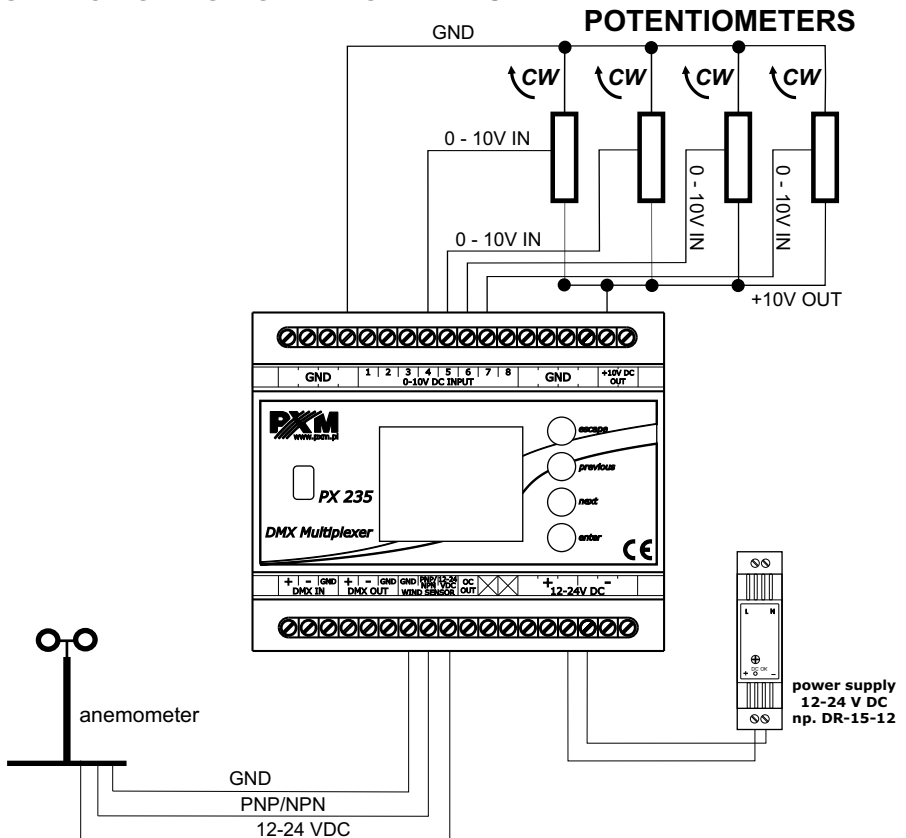 POTENTIOMETERS
GND
CW CW CW CW
0 - 10V IN
0 - 10V IN
0 - 10V IN
0 - 10V IN
+10V OUT
GND 1 2 3 4 5 6 7 8 GND +10V DC
0-10V DC INPUT OUT
PXM
www.pxm.pl
escape
previous
PX 235
next
DMX Multiplexer
enter
CE
+ - GND + - GND GND PNP/ 12-24 OC + -
NPN VDC
DMX IN DMX OUT WIND SENSOR OUT 12-24V DC
L N
DC OK
+ -
power supply
12-24 V DC
np. DR-15-12
anemometer
GND
PNP/NPN
12-24 VDC